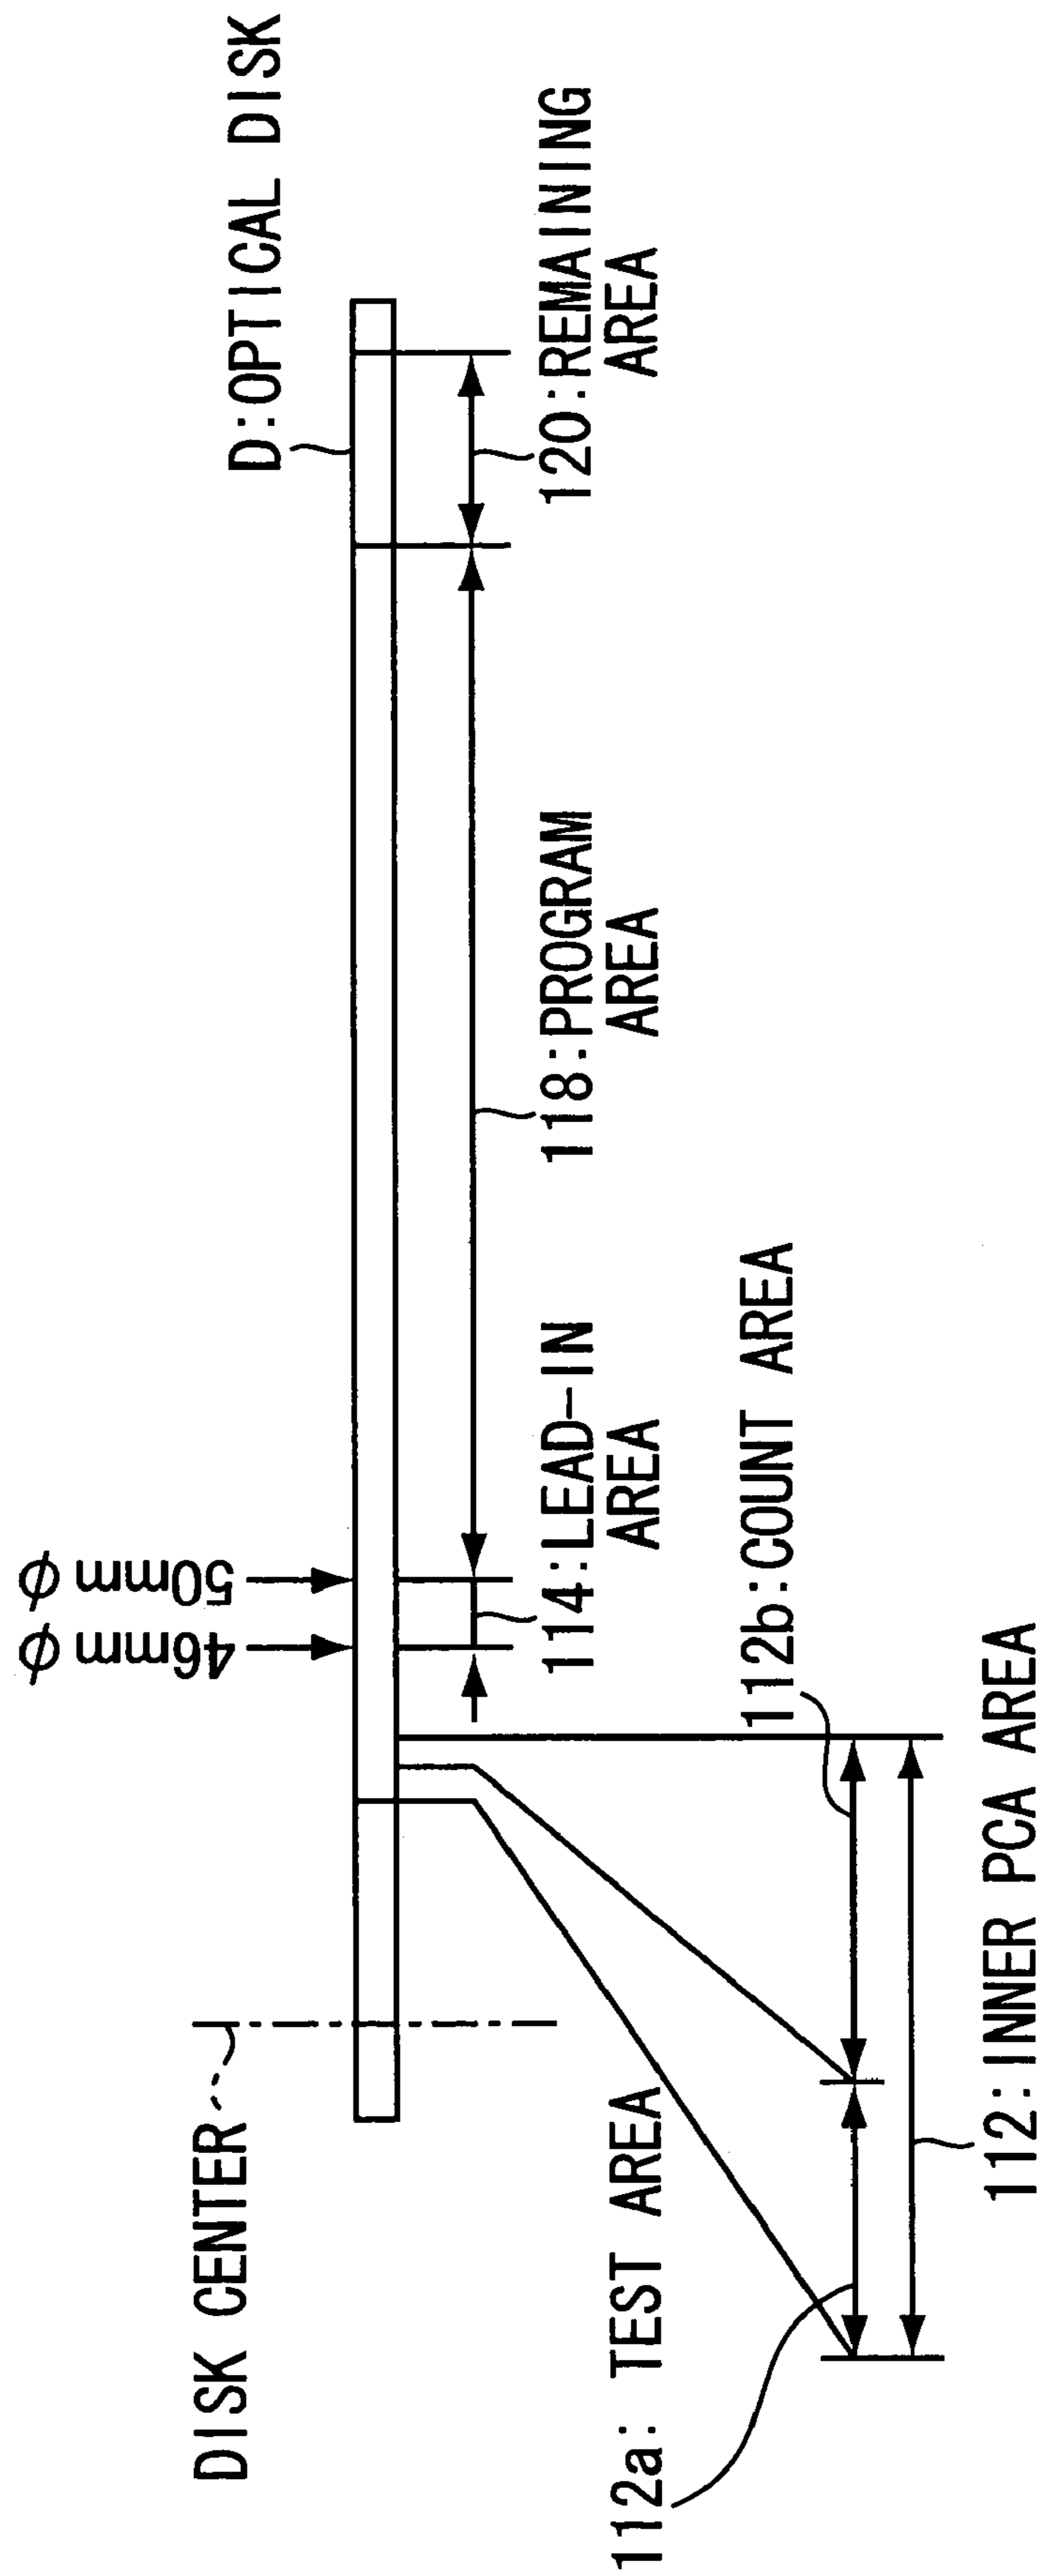 D:OPTICAL DISK
DISK CENTER
46mm φ
50mm φ
114:LEAD-IN
AREA
118:PROGRAM
AREA
120:REMAINING
AREA
112a: TEST AREA
112b:COUNT AREA
112:INNER PCA AREA